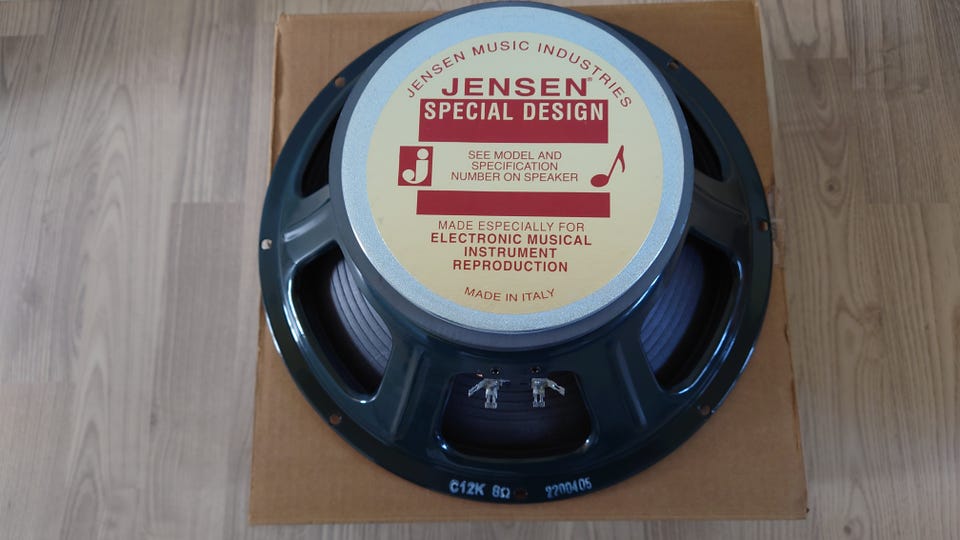 JENSEN MUSIC INDUSTRIES
JENSEN®
SPECIAL DESIGN
j
SEE MODEL AND
SPECIFICATION
NUMBER ON SPEAKER
MADE ESPECIALLY FOR
ELECTRONIC MUSICAL
INSTRUMENT
REPRODUCTION
MADE IN ITALY
C12K 8Ω 2200405